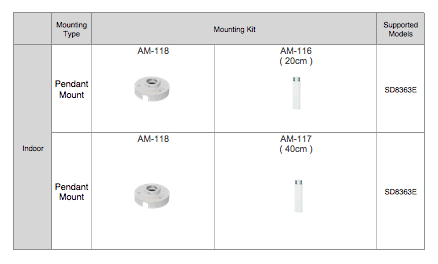 Mounting
Type
Mounting Kit
Supported
Models
Indoor
Pendant
Mount
AM-118
AM-116
( 20cm )
SD8363E
Pendant
Mount
AM-118
AM-117
( 40cm )
SD8363E